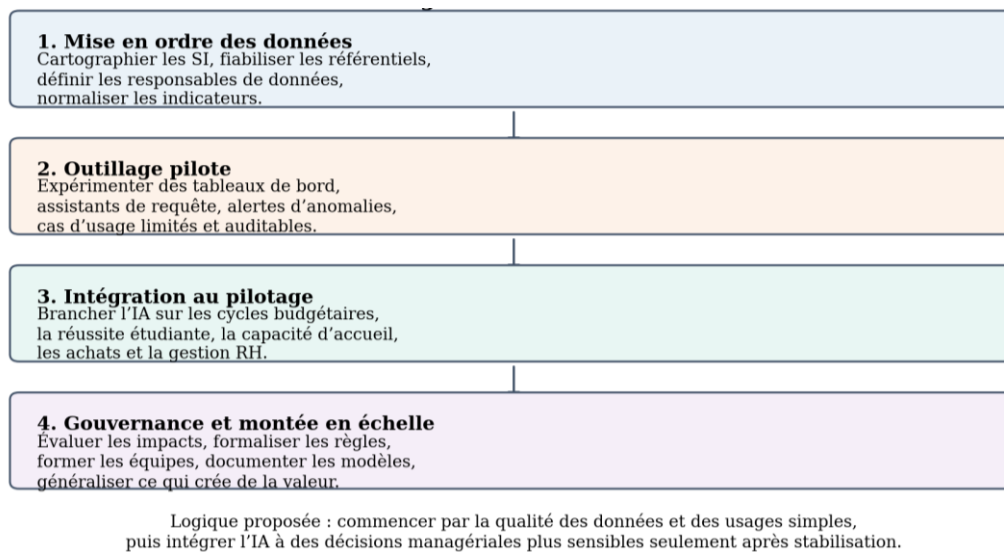 1. Mise en ordre des données
Cartographier les SI, fiabiliser les référentiels,
définir les responsables de données,
normaliser les indicateurs.
2. Outillage pilote
Expérimenter des tableaux de bord,
assistants de requête, alertes d’anomalies,
cas d’usage limités et auditables.
3. Intégration au pilotage
Brancher l’IA sur les cycles budgétaires,
la réussite étudiante, la capacité d’accueil,
les achats et la gestion RH.
4. Gouvernance et montée en échelle
Évaluer les impacts, formaliser les règles,
former les équipes, documenter les modèles,
généraliser ce qui crée de la valeur.
Logique proposée : commencer par la qualité des données et des usages simples,
puis intégrer l’IA à des décisions managériales plus sensibles seulement après stabilisation.